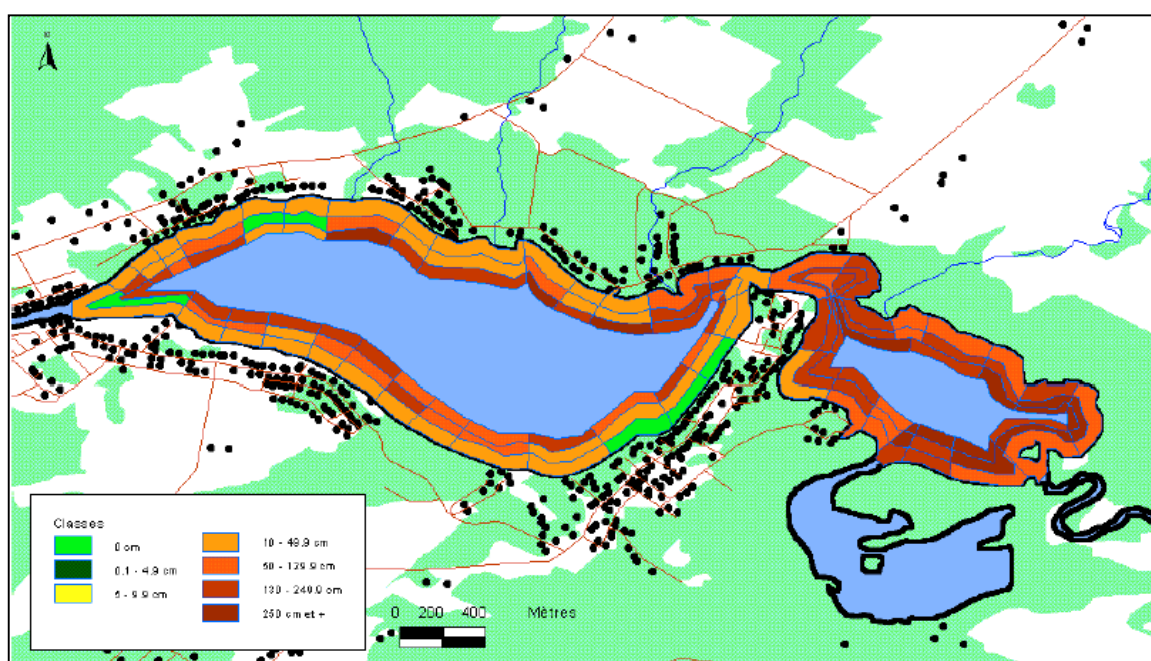 Classes
0 cm
0.1 - 4.9 cm
5 - 9.9 cm
10 - 49.9 cm
50 - 129.9 cm
130 - 249.9 cm
250 cm et +
0 200 400 Mètres